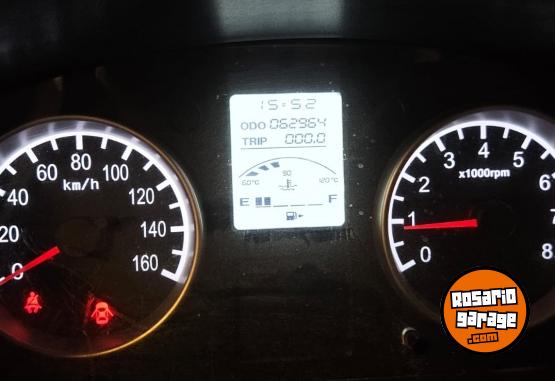 15:52
ODO 062964
TRIP 000.0
90
60°C 120°C
E F
0 20 40 60 80 100 120 140 160
km/h
0 1 2 3 4 5 6 7 8
x1000rpm
Rosario
garage
.com